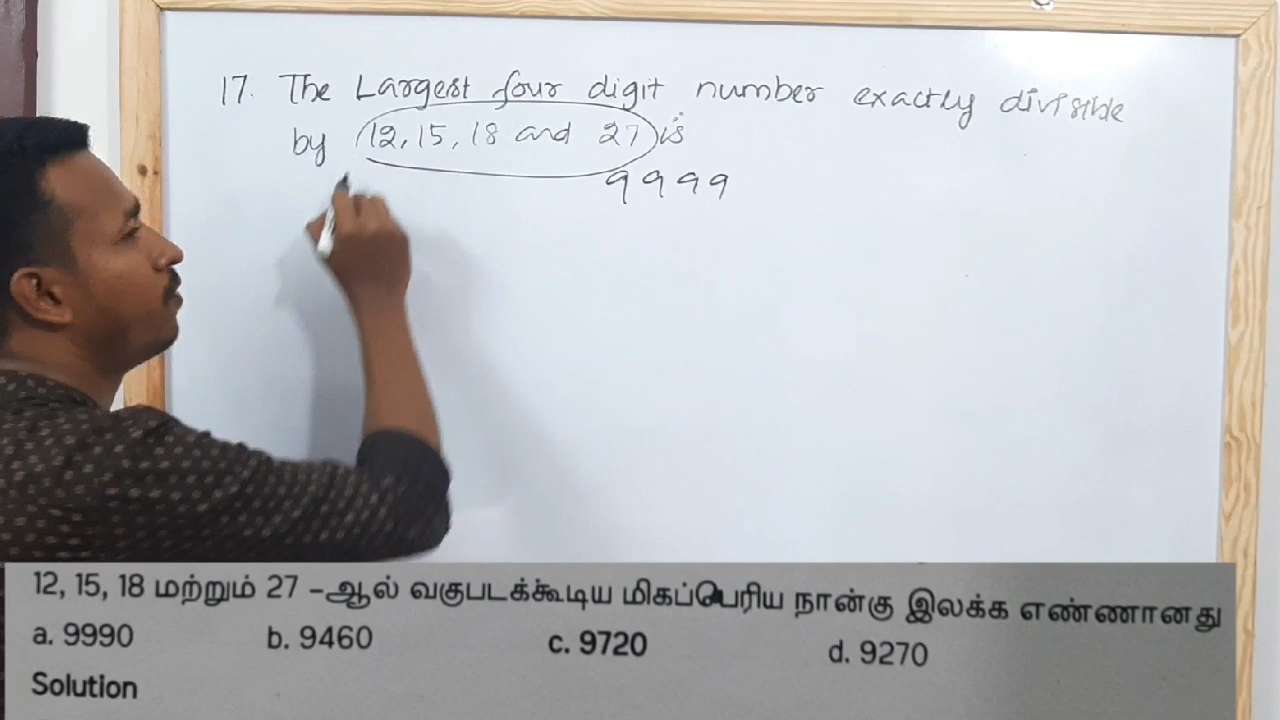 17. The Largest four digit number exactly divisible
by 12, 15, 18 and 27 is
9999
12, 15, 18 மற்றும் 27 –ஆல் வகுபடக்கூடிய மிகப்பெரிய நான்கு இலக்க எண்ணானது
a. 9990 b. 9460 c. 9720 d. 9270
Solution